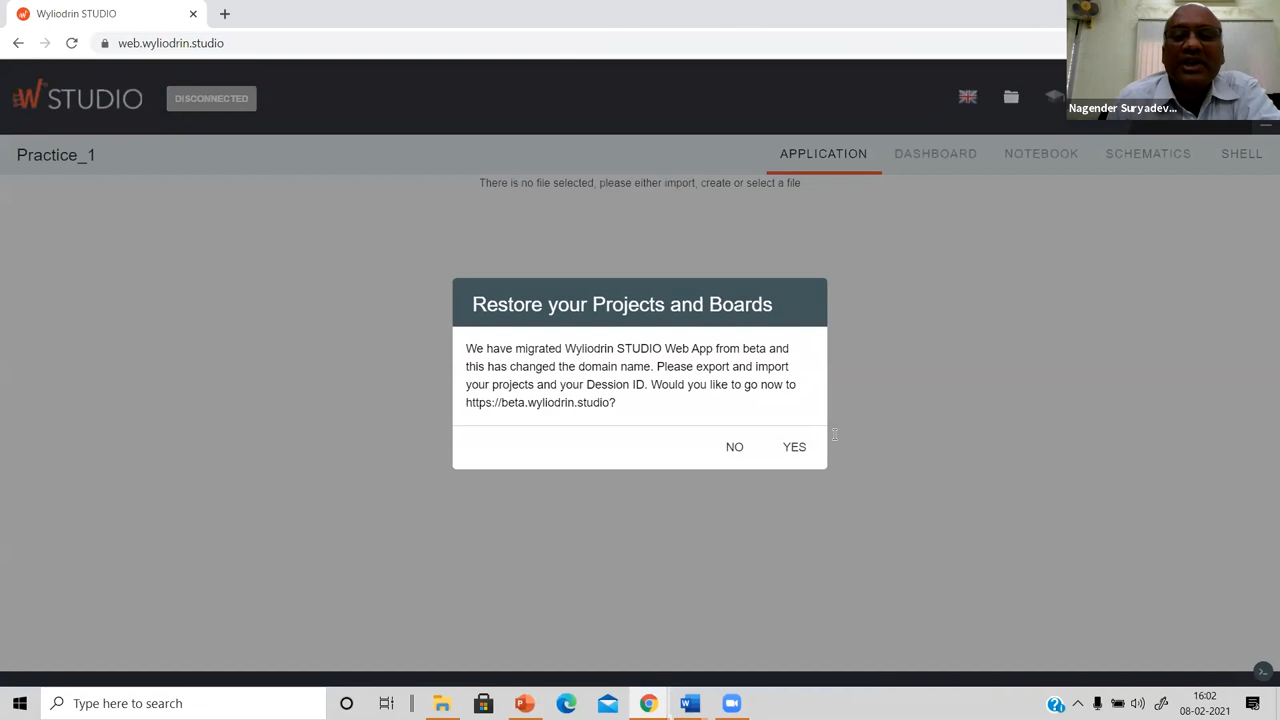 Wyliodrin STUDIO
web.wyliodrin.studio
W STUDIO
DISCONNECTED
Nagender Suryadev...
Practice_1
APPLICATION
DASHBOARD
NOTEBOOK
SCHEMATICS
SHELL
There is no file selected, please either import, create or select a file
Restore your Projects and Boards
We have migrated Wyliodrin STUDIO Web App from beta and
this has changed the domain name. Please export and import
your projects and your Dession ID. Would you like to go now to
https://beta.wyliodrin.studio?
NO
YES
Type here to search
16:02
08-02-2021